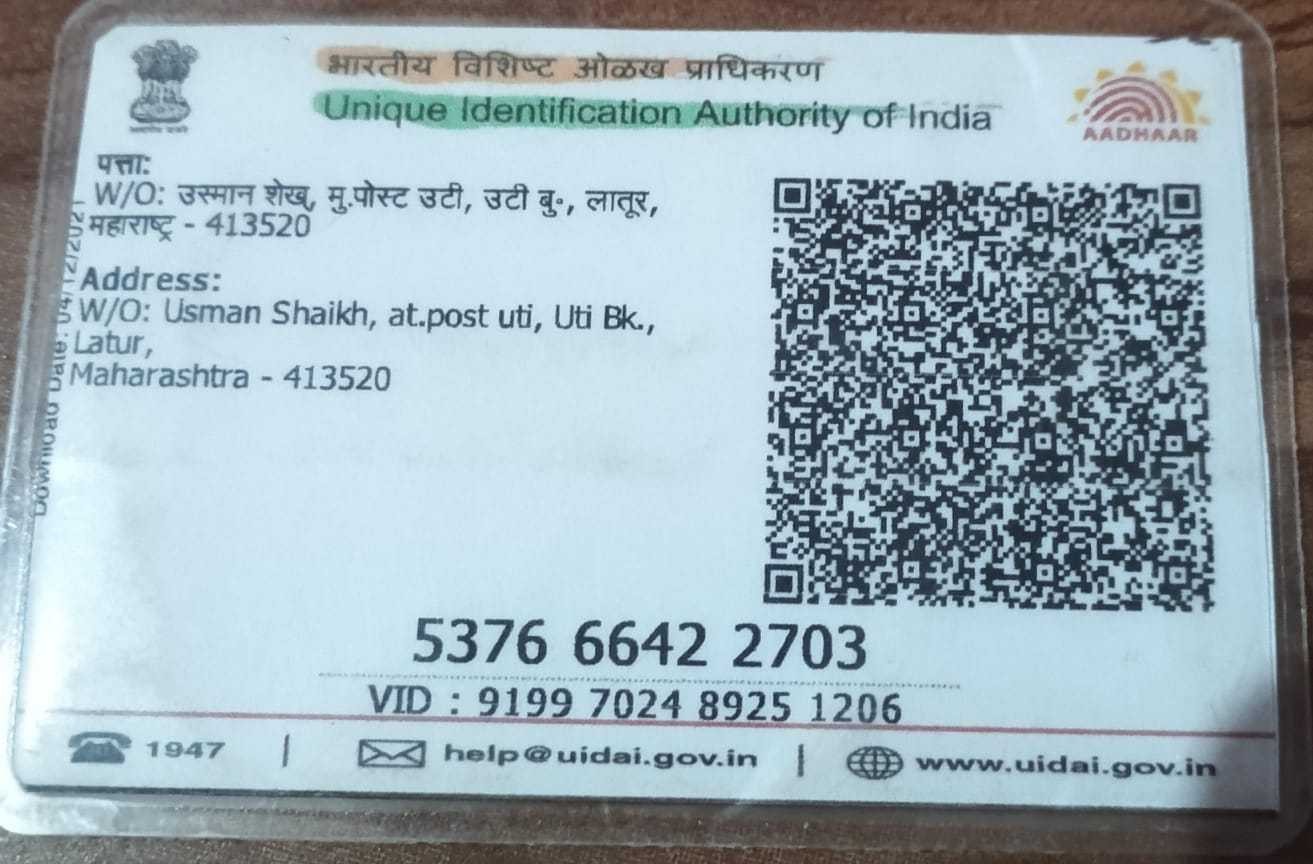 भारतीय विशिष्ट ओळख प्राधिकरण
Unique Identification Authority of India
AADHAAR
पत्ता:
W/O: उस्मान शेख, मु.पोस्ट उटी, उटी बु॰, लातूर,
महाराष्ट्र - 413520
Address:
W/O: Usman Shaikh, at.post uti, Uti Bk.,
Latur,
Maharashtra - 413520
Download Date:
5376 6642 2703
VID : 9199 7024 8925 1206
1947 | help@uidai.gov.in | www.uidai.gov.in